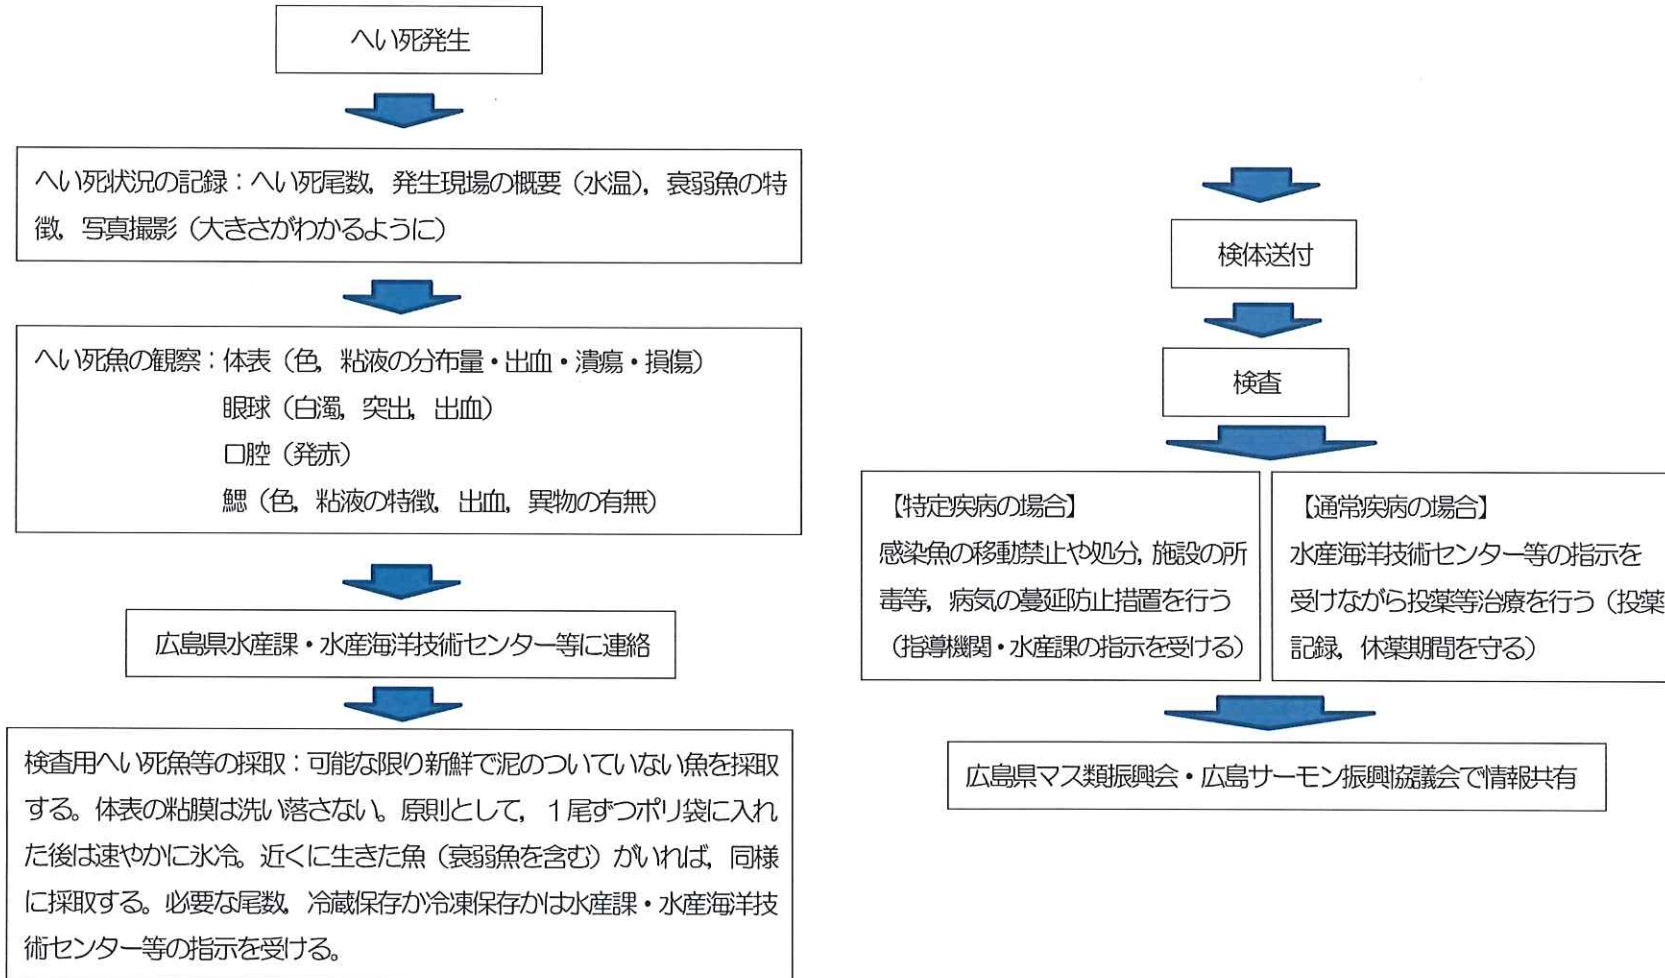 へい死発生
へい死状況の記録：へい死尾数，発生現場の概要（水温），衰弱魚の特
徴，写真撮影（大きさがわかるように）
へい死魚の観察：体表（色，粘液の分布量・出血・潰瘍・損傷）
眼球（白濁，突出，出血）
口腔（発赤）
鰓（色，粘液の特徴，出血，異物の有無）
広島県水産課・水産海洋技術センター等に連絡
検査用へい死魚等の採取：可能な限り新鮮で泥のついていない魚を採取
する。体表の粘膜は洗い落さない。原則として，１尾ずつポリ袋に入れ
た後は速やかに氷冷。近くに生きた魚（衰弱魚を含む）がいれば，同様
に採取する。必要な尾数，冷蔵保存か冷凍保存かは水産課・水産海洋技
術センター等の指示を受ける。
検体送付
検査
【特定疾病の場合】
感染魚の移動禁止や処分，施設の所
毒等，病気の蔓延防止措置を行う
（指導機関・水産課の指示を受ける）
【通常疾病の場合】
水産海洋技術センター等の指示を
受けながら投薬等治療を行う（投薬
記録，休薬期間を守る）
広島県マス類振興会・広島サーモン振興協議会で情報共有